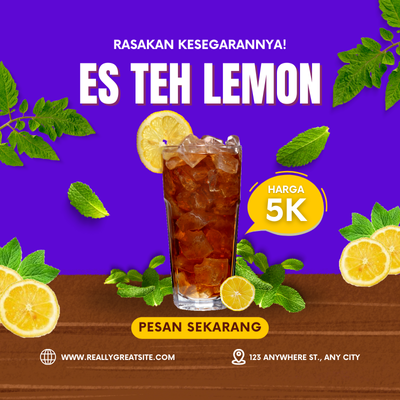 RASAKAN KESEGARANNYA!
ES TEH LEMON
HARGA
5K
PESAN SEKARANG
WWW.REALLYGREATSITE.COM
123 ANYWHERE ST., ANY CITY